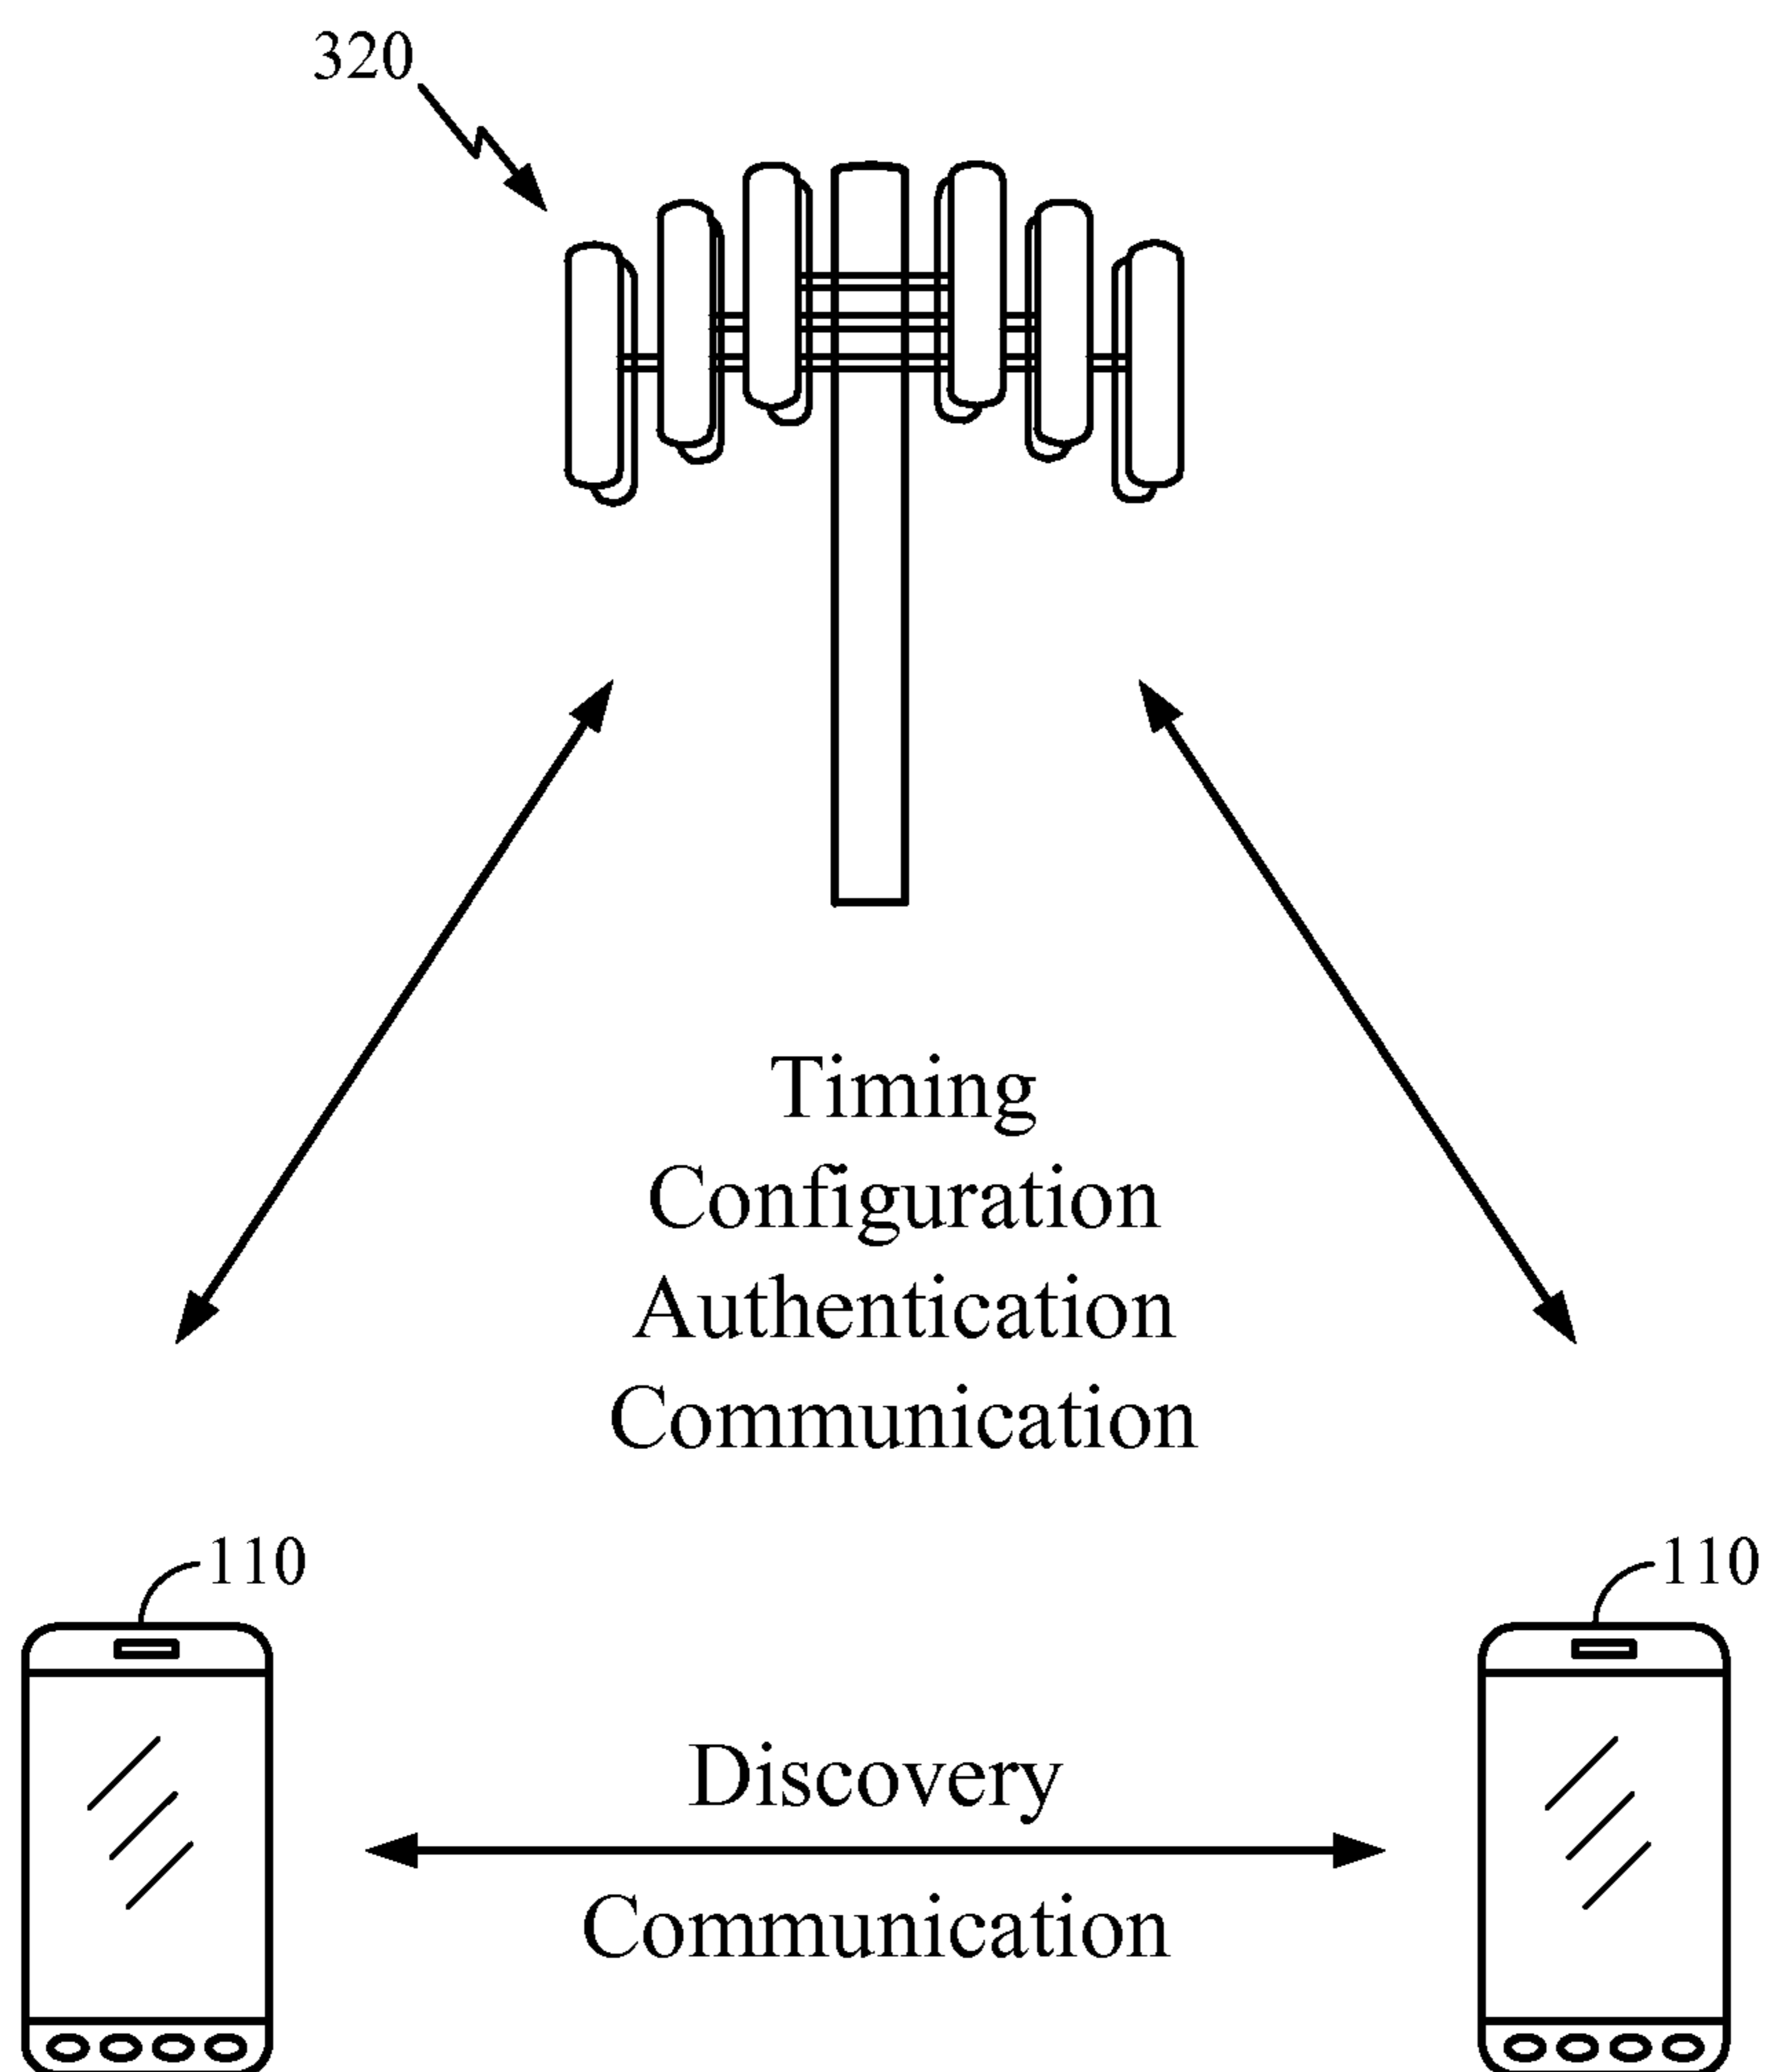 320
Timing
Configuration
Authentication
Communication
110
110
Discovery
Communication